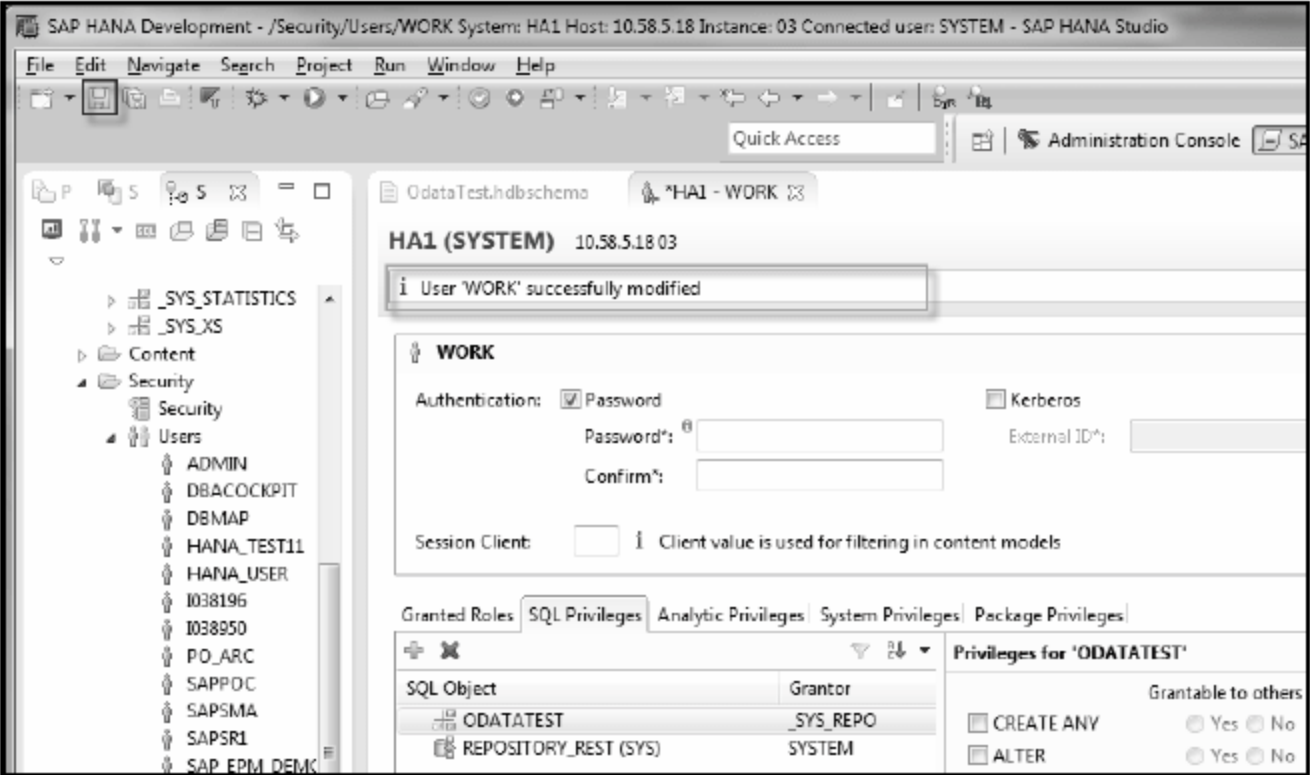 SAP HANA Development - /Security/Users/WORK System: HA1 Host: 10.58.5.18 Instance: 03 Connected user: SYSTEM - SAP HANA Studio
File Edit Navigate Search Project Run Window Help
Quick Access
Administration Console
SA
P S S
OdataTest.hdbschema
*HA1 - WORK
HA1 (SYSTEM) 10.58.5.18 03
i User 'WORK' successfully modified
_SYS_STATISTICS
_SYS_XS
Content
Security
Security
Users
ADMIN
DBACOCKPIT
DBMAP
HANA_TEST11
HANA_USER
I038196
I038950
PO_ARC
SAPPOC
SAPSMA
SAPSR1
SAP_EPM_DEMO
WORK
Authentication: Password Kerberos
Password*: External ID*:
Confirm*:
Session Client: i Client value is used for filtering in content models
Granted Roles SQL Privileges Analytic Privileges System Privileges Package Privileges
Privileges for 'ODATATEST'
SQL Object Grantor
Grantable to others
ODATATEST _SYS_REPO
CREATE ANY Yes No
REPOSITORY_REST (SYS) SYSTEM
ALTER Yes No